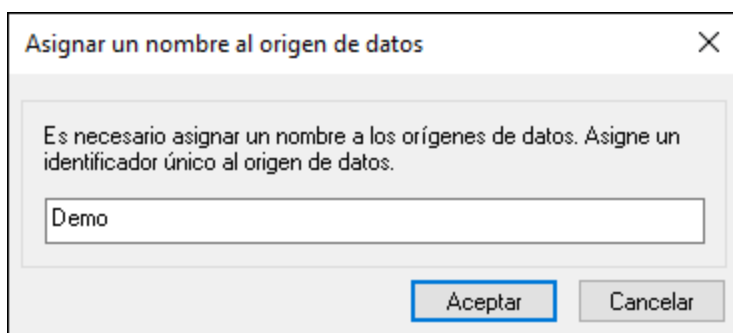 Asignar un nombre al origen de datos
Es necesario asignar un nombre a los orígenes de datos. Asigne un
identificador único al origen de datos.
Demo
Aceptar
Cancelar